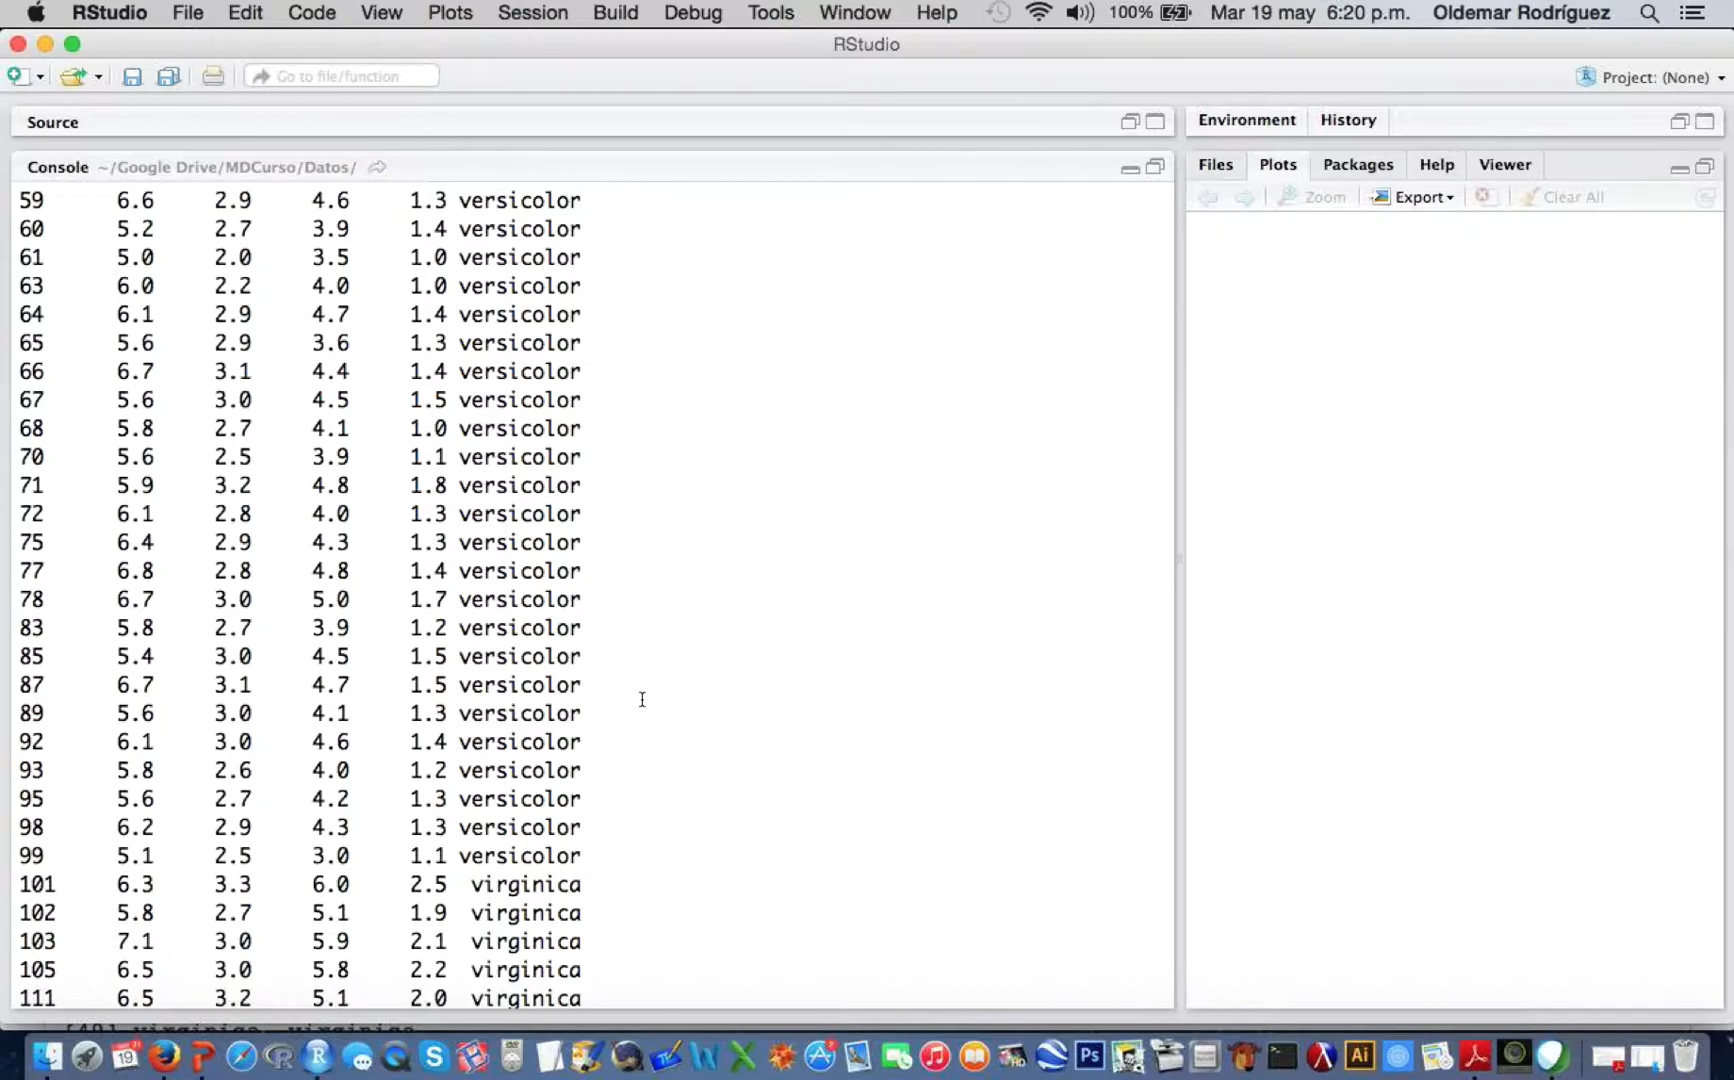 RStudio File Edit Code View Plots Session Build Debug Tools Window Help 100% Mar 19 may 6:20 p.m. Oldemar Rodríguez
RStudio
Go to file/function Project: (None)
Source
Environment History
Console ~/Google Drive/MDCurso/Datos/
Files Plots Packages Help Viewer
Zoom Export Clear All
59 6.6 2.9 4.6 1.3 versicolor
60 5.2 2.7 3.9 1.4 versicolor
61 5.0 2.0 3.5 1.0 versicolor
63 6.0 2.2 4.0 1.0 versicolor
64 6.1 2.9 4.7 1.4 versicolor
65 5.6 2.9 3.6 1.3 versicolor
66 6.7 3.1 4.4 1.4 versicolor
67 5.6 3.0 4.5 1.5 versicolor
68 5.8 2.7 4.1 1.0 versicolor
70 5.6 2.5 3.9 1.1 versicolor
71 5.9 3.2 4.8 1.8 versicolor
72 6.1 2.8 4.0 1.3 versicolor
75 6.4 2.9 4.3 1.3 versicolor
77 6.8 2.8 4.8 1.4 versicolor
78 6.7 3.0 5.0 1.7 versicolor
83 5.8 2.7 3.9 1.2 versicolor
85 5.4 3.0 4.5 1.5 versicolor
87 6.7 3.1 4.7 1.5 versicolor
89 5.6 3.0 4.1 1.3 versicolor
92 6.1 3.0 4.6 1.4 versicolor
93 5.8 2.6 4.0 1.2 versicolor
95 5.6 2.7 4.2 1.3 versicolor
98 6.2 2.9 4.3 1.3 versicolor
99 5.1 2.5 3.0 1.1 versicolor
101 6.3 3.3 6.0 2.5 virginica
102 5.8 2.7 5.1 1.9 virginica
103 7.1 3.0 5.9 2.1 virginica
105 6.5 3.0 5.8 2.2 virginica
111 6.5 3.2 5.1 2.0 virginica
19 Ps Ai